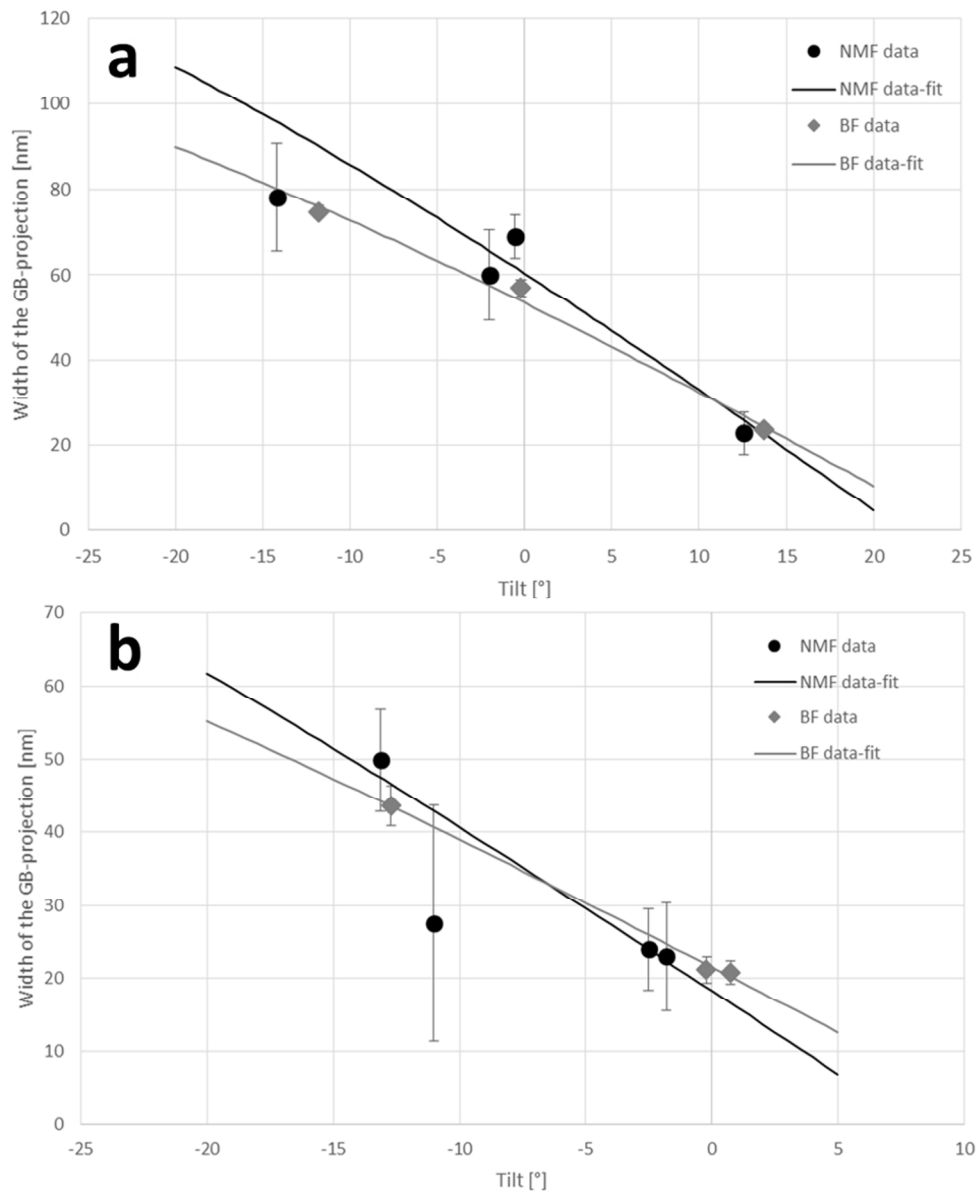 a
120
100
80
60
40
20
0
Width of the GB-projection [nm]
NMF data
NMF data-fit
BF data
BF data-fit
-25 -20 -15 -10 -5 0 5 10 15 20 25
Tilt [°]
b
70
60
50
40
30
20
10
0
Width of the GB-projection [nm]
NMF data
NMF data-fit
BF data
BF data-fit
-25 -20 -15 -10 -5 0 5 10
Tilt [°]